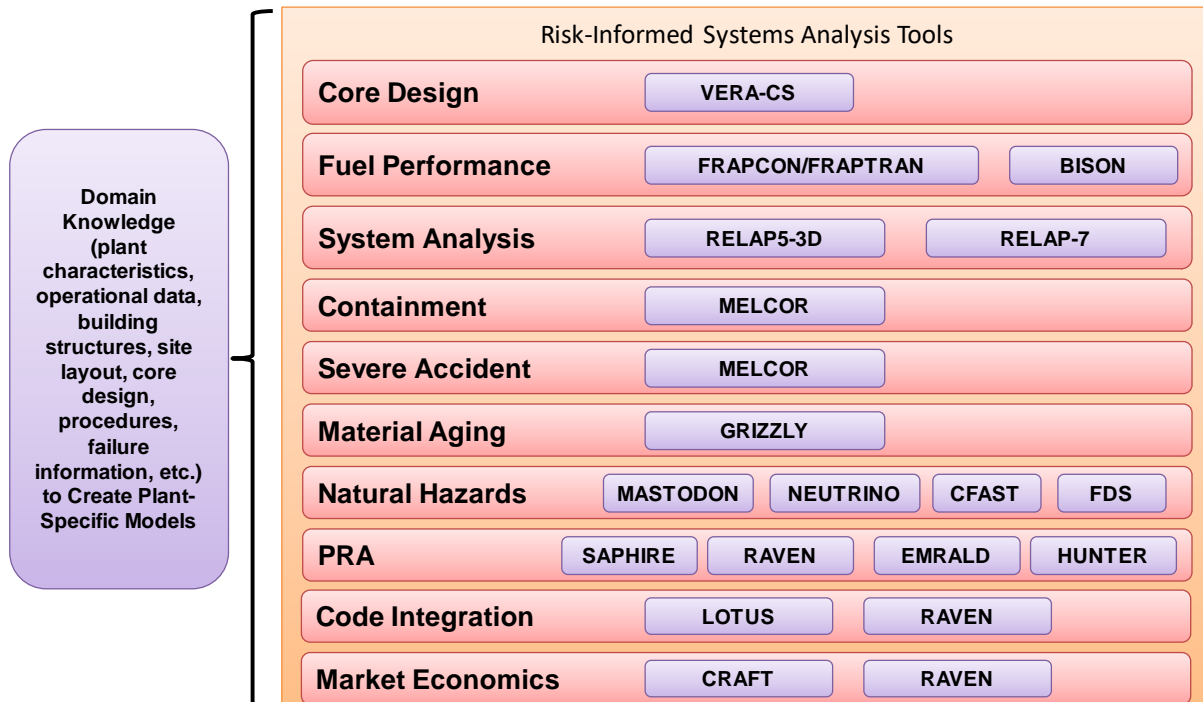 Risk-Informed Systems Analysis Tools
Domain
Knowledge
(plant
characteristics,
operational data,
building
structures, site
layout, core
design,
procedures,
failure
information, etc.)
to Create Plant-
Specific Models
Core Design VERA-CS
Fuel Performance FRAPCON/FRAPTRAN BISON
System Analysis RELAP5-3D RELAP-7
Containment MELCOR
Severe Accident MELCOR
Material Aging GRIZZLY
Natural Hazards MASTODON NEUTRINO CFAST FDS
PRA SAPHIRE RAVEN EMRALD HUNTER
Code Integration LOTUS RAVEN
Market Economics CRAFT RAVEN